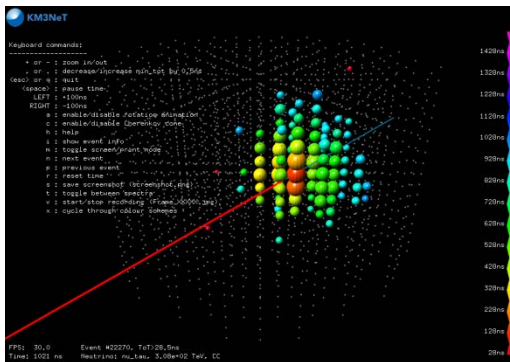 KM3NeT
Keyboard commands:
--------------------
+ or - : zoom in/out
, or . : decrease/increase min_tot by 0.5ns
(esc) or q : quit
<space> : pause time
LEFT : +100ns
RIGHT : -100ns
a : enable/disable rotation animation
c : enable/disable Cherenkov cone
h : help
i : show event info
m : toggle screen/print mode
n : next event
p : previous event
r : reset time
s : save screenshot (screenshot.png)
t : toggle between spectra
v : start/stop recording (Frame_XXXXX.jpg)
x : cycle through colour schemes
1420ns
1320ns
1220ns
1120ns
1020ns
920ns
820ns
720ns
620ns
520ns
420ns
320ns
220ns
120ns
20ns
FPS: 30.0 Event #22270, ToT>28.5ns
Time: 1021 ns Neutrino: nu_tau, 3.08e+02 TeV, CC